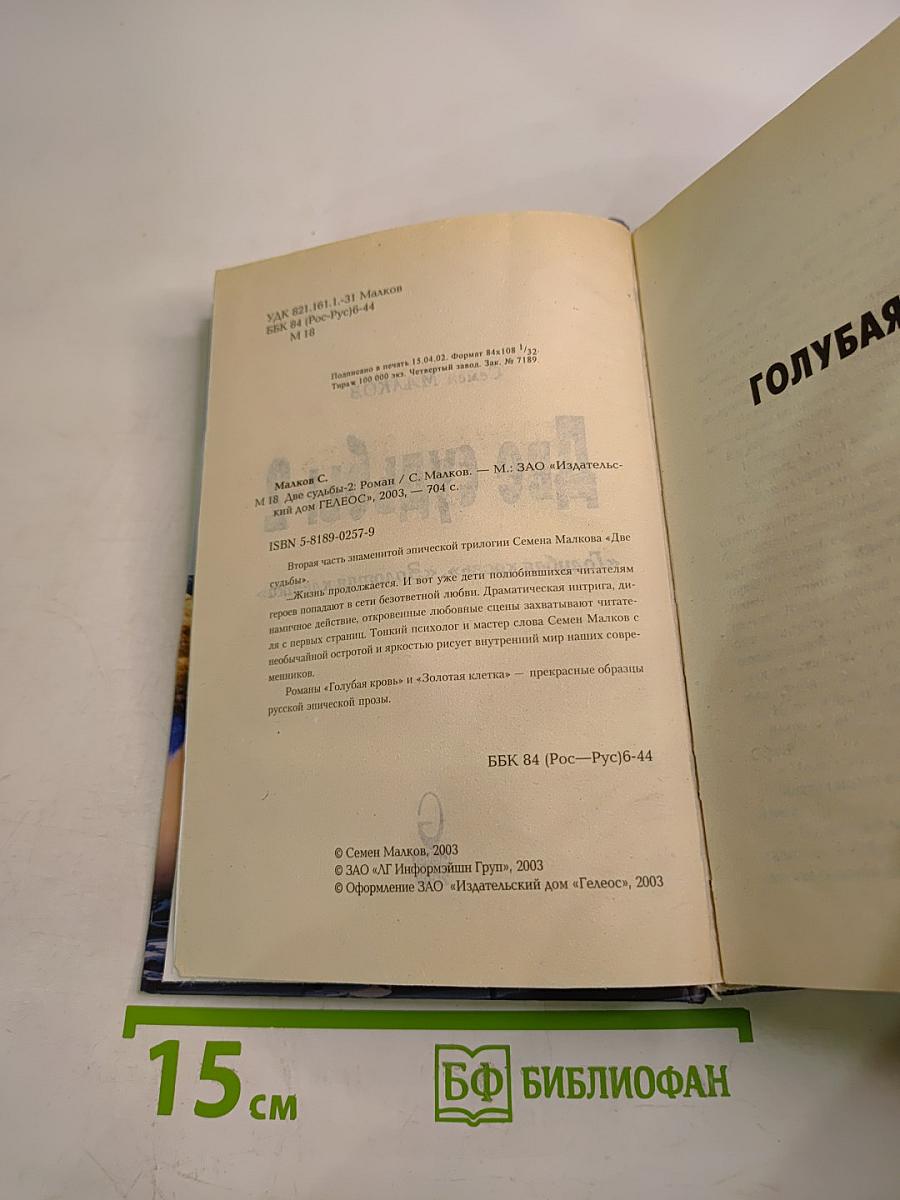 УДК 821.161.1.-31 Малков
ББК 84 (Рос-Рус)6-44
М 18
Подписано в печать 15.04.02. Формат 84х108 1/32.
Тираж 100 000 экз. Четвертый завод. Зак. № 7189.
Семен МАЛКОВ
Две судьбы-2
Малков С.
М 18 Две судьбы-2: Роман / С. Малков. — М.: ЗАО «Издательс-
кий дом ГЕЛЕОС», 2003, — 704 с.
ISBN 5-8189-0257-9
Вторая часть знаменитой эпической трилогии Семена Малкова «Две
судьбы».
...Жизнь продолжается. И вот уже дети полюбившихся читателям
героев попадают в сети безответной любви. Драматическая интрига, ди-
намичное действие, откровенные любовные сцены захватывают читате-
ля с первых страниц. Тонкий психолог и мастер слова Семен Малков с
необычайной остротой и яркостью рисует внутренний мир наших совре-
менников.
Романы «Голубая кровь» и «Золотая клетка» — прекрасные образцы
русской эпической прозы.
ББК 84 (Рос—Рус)6-44
© Семен Малков, 2003
© ЗАО «ЛГ Информэйшн Груп», 2003
© Оформление ЗАО «Издательский дом «Гелеос», 2003
ГОЛУБАЯ
15 см
БФ БИБЛИОФАН